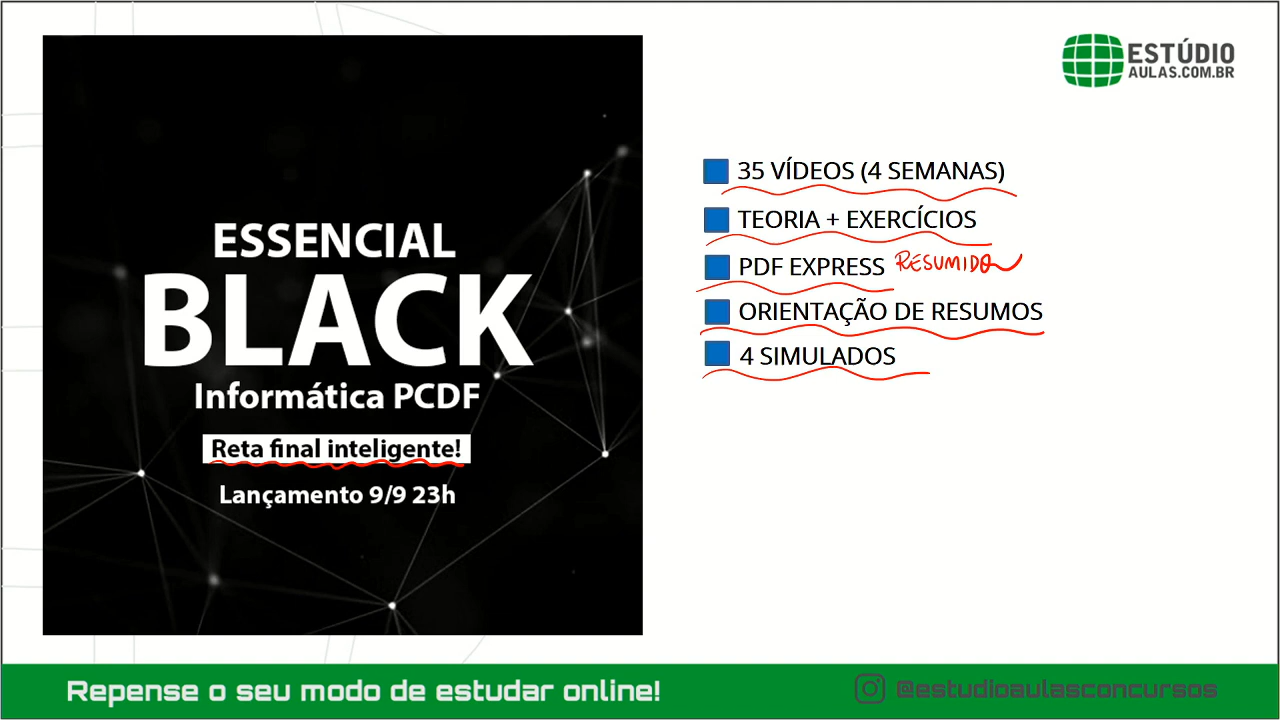 ESSENCIAL
BLACK
Informática PCDF
Reta final inteligente!
Lançamento 9/9 23h
ESTÚDIO
AULAS.COM.BR
35 VÍDEOS (4 SEMANAS)
TEORIA + EXERCÍCIOS
PDF EXPRESS RESUMIDO
ORIENTAÇÃO DE RESUMOS
4 SIMULADOS
Repense o seu modo de estudar online!
@estudioaulasconcursos